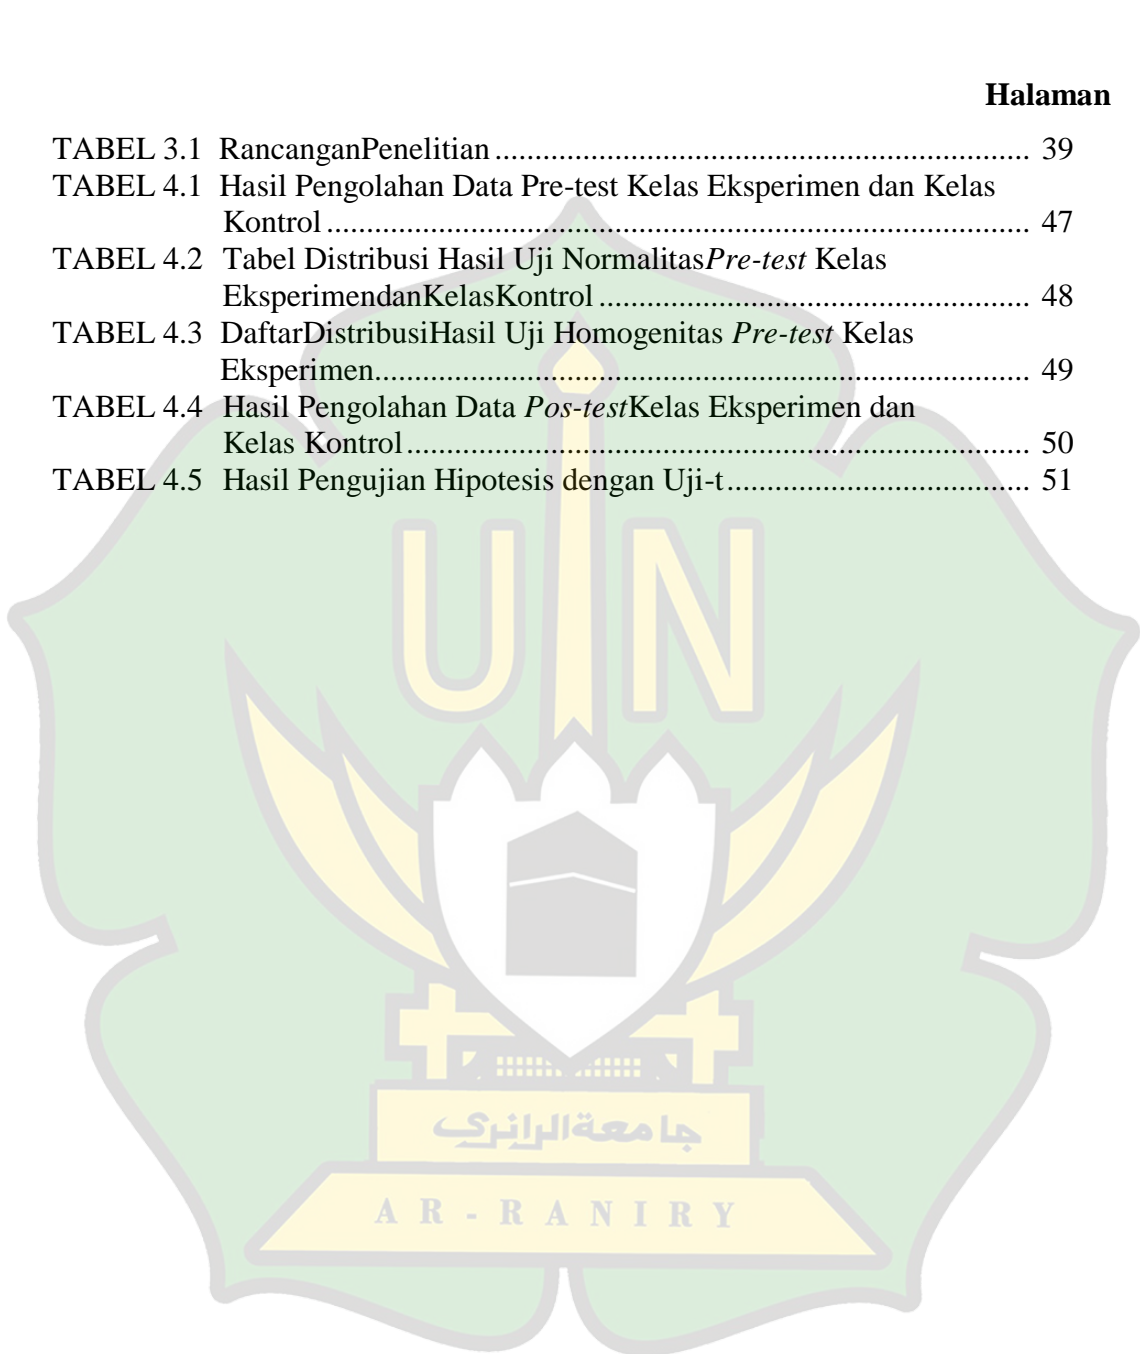 Halaman
TABEL 3.1 RancanganPenelitian.................................................................... 39
TABEL 4.1 Hasil Pengolahan Data Pre-test Kelas Eksperimen dan Kelas
Kontrol......................................................................................... 47
TABEL 4.2 Tabel Distribusi Hasil Uji NormalitasPre-test Kelas
EksperimendanKelasKontrol...................................................... 48
TABEL 4.3 DaftarDistribusiHasil Uji Homogenitas Pre-test Kelas
Eksperimen................................................................................... 49
TABEL 4.4 Hasil Pengolahan Data Pos-testKelas Eksperimen dan
Kelas Kontrol............................................................................... 50
TABEL 4.5 Hasil Pengujian Hipotesis dengan Uji-t...................................... 51
UIN
جامعةالرانري
AR-RANIRY